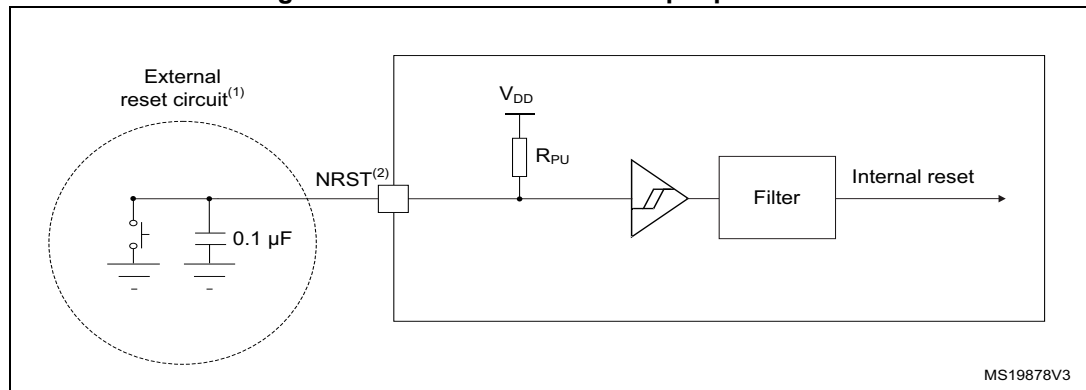 External
reset circuit(1)
VDD
RPU
NRST(2)
Filter
Internal reset
0.1 µF
MS19878V3